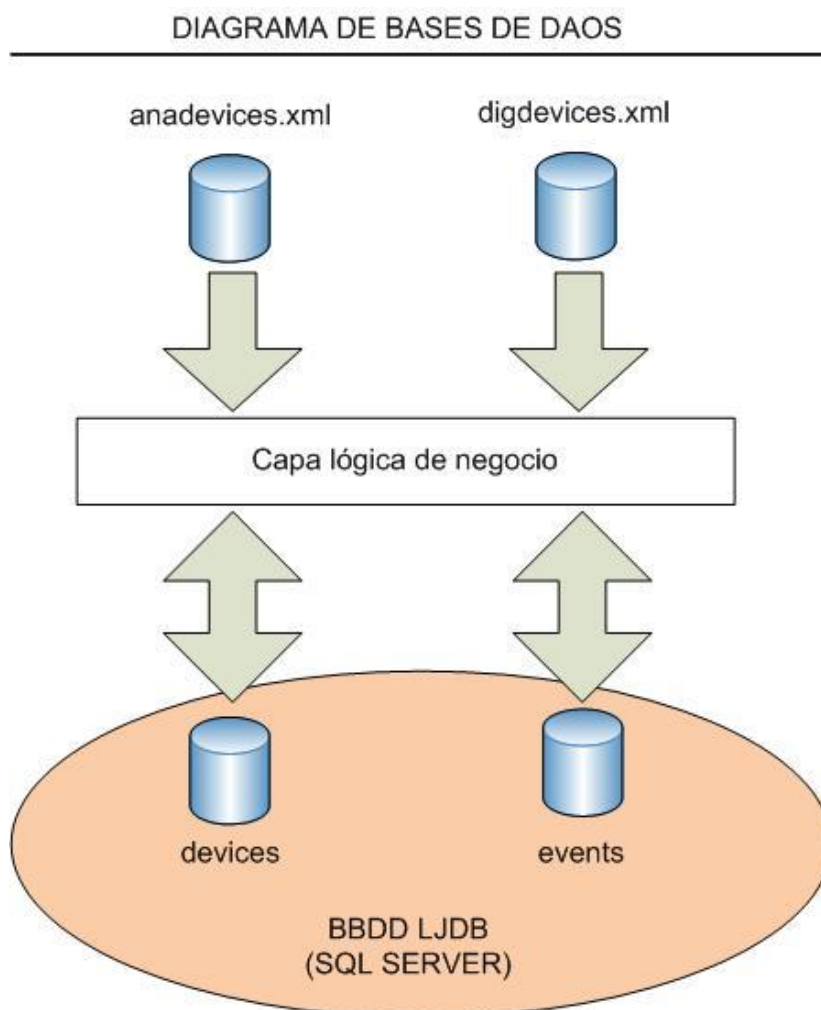 DIAGRAMA DE BASES DE DAOS
anadevices.xml
digdevices.xml
Capa lógica de negocio
devices
events
BBDD LJDB
(SQL SERVER)